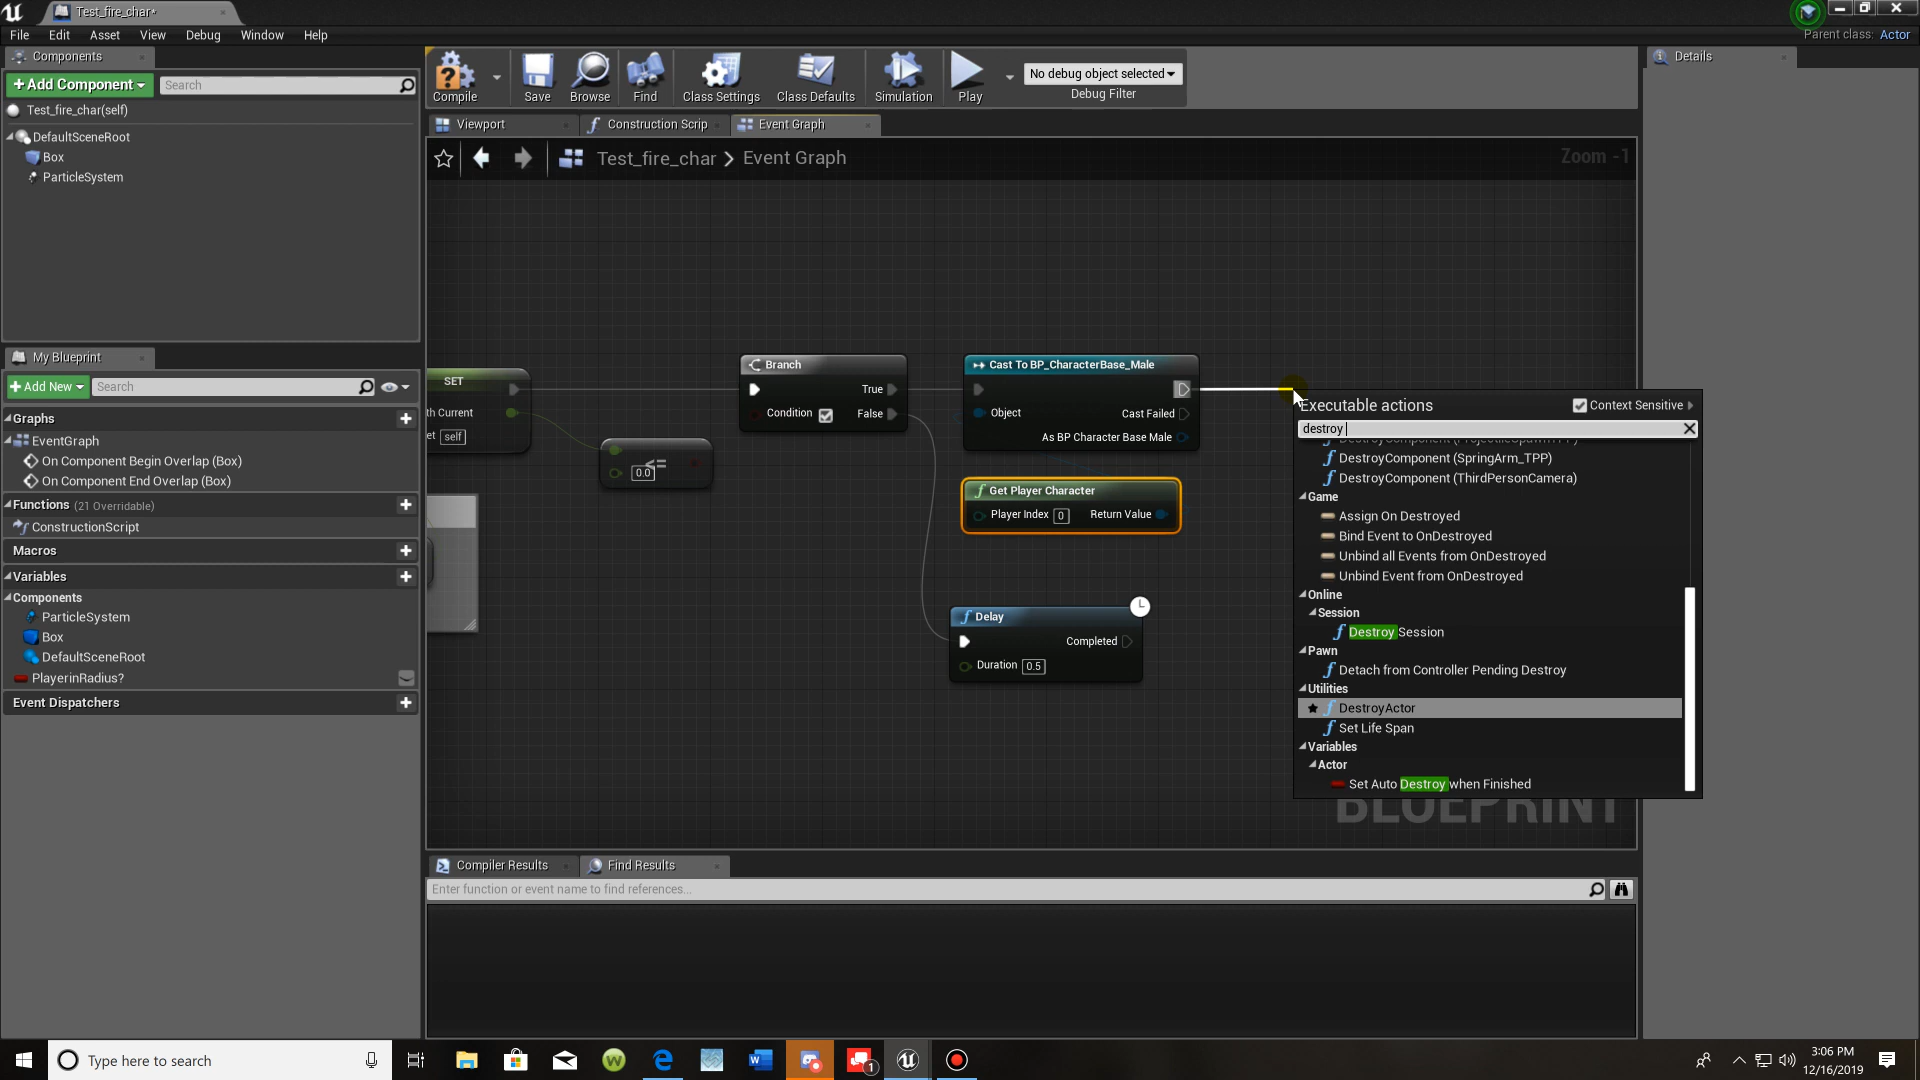 Test_fire_char•
File Edit Asset View Debug Window Help
Parent class: Actor
Components
+Add Component
Search
Test_fire_char(self)
DefaultSceneRoot
Box
ParticleSystem
Compile
Save
Browse
Find
Class Settings
Class Defaults
Simulation
Play
No debug object selected
Debug Filter
Details
Viewport
Construction Scrip
Event Graph
Test_fire_char > Event Graph
Zoom -1
My Blueprint
+Add New
Search
Graphs
EventGraph
On Component Begin Overlap (Box)
On Component End Overlap (Box)
Functions (21 Overridable)
ConstructionScript
Macros
Variables
Components
ParticleSystem
Box
DefaultSceneRoot
PlayerinRadius?
Event Dispatchers
SET
th Current
et self
<=
0.0
Branch
True
Condition
False
Cast To BP_CharacterBase_Male
Object
Cast Failed
As BP Character Base Male
Get Player Character
Player Index 0 Return Value
Delay
Completed
Duration 0.5
Executable actions
Context Sensitive
destroy
DestroyComponent (SpringArm_TPP)
DestroyComponent (ThirdPersonCamera)
Game
Assign On Destroyed
Bind Event to OnDestroyed
Unbind all Events from OnDestroyed
Unbind Event from OnDestroyed
Online
Session
Destroy Session
Pawn
Detach from Controller Pending Destroy
Utilities
DestroyActor
Set Life Span
Variables
Actor
Set Auto Destroy when Finished
BLUEPRINT
Compiler Results
Find Results
Enter function or event name to find references...
Type here to search
1
3:06 PM
12/16/2019